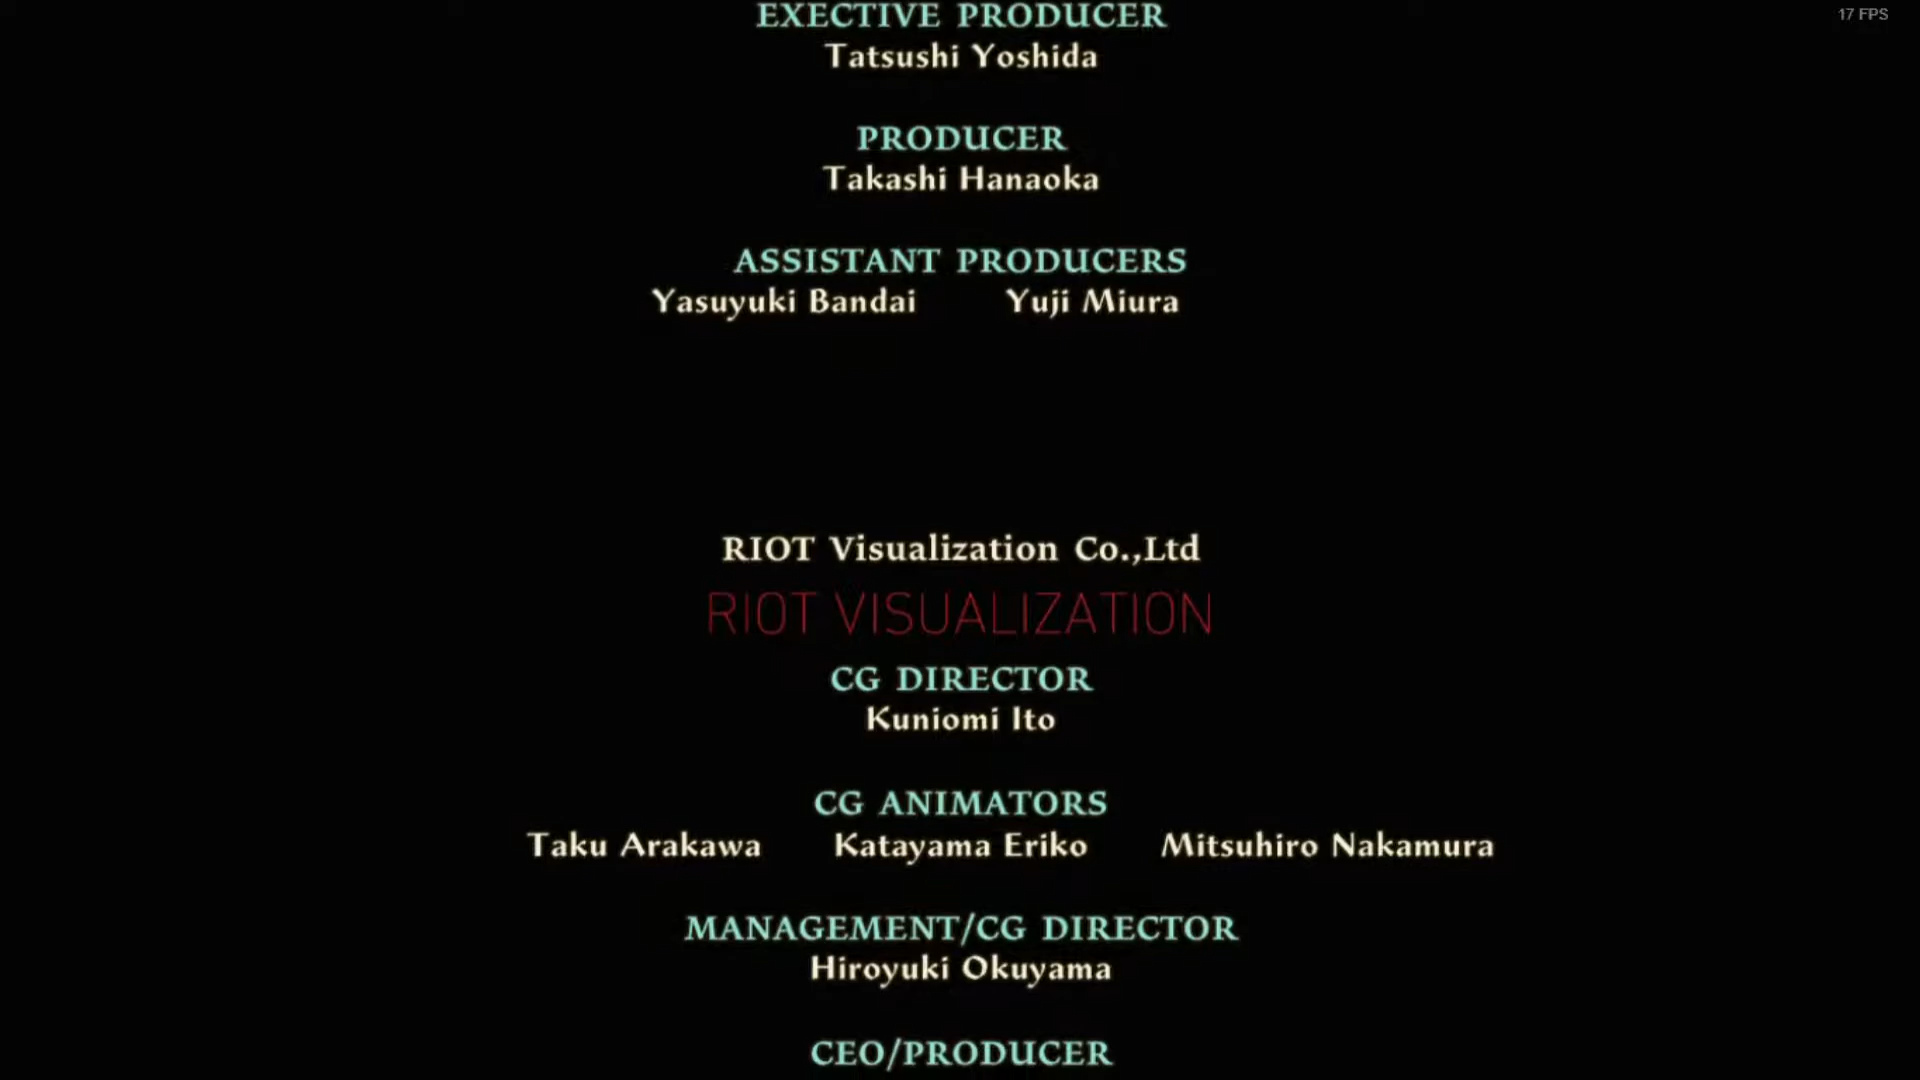 17 FPS
EXECTIVE PRODUCER
Tatsushi Yoshida
PRODUCER
Takashi Hanaoka
ASSISTANT PRODUCERS
Yasuyuki Bandai Yuji Miura
RIOT Visualization Co.,Ltd
RIOT VISUALIZATION
CG DIRECTOR
Kuniomi Ito
CG ANIMATORS
Taku Arakawa Katayama Eriko Mitsuhiro Nakamura
MANAGEMENT/CG DIRECTOR
Hiroyuki Okuyama
CEO/PRODUCER